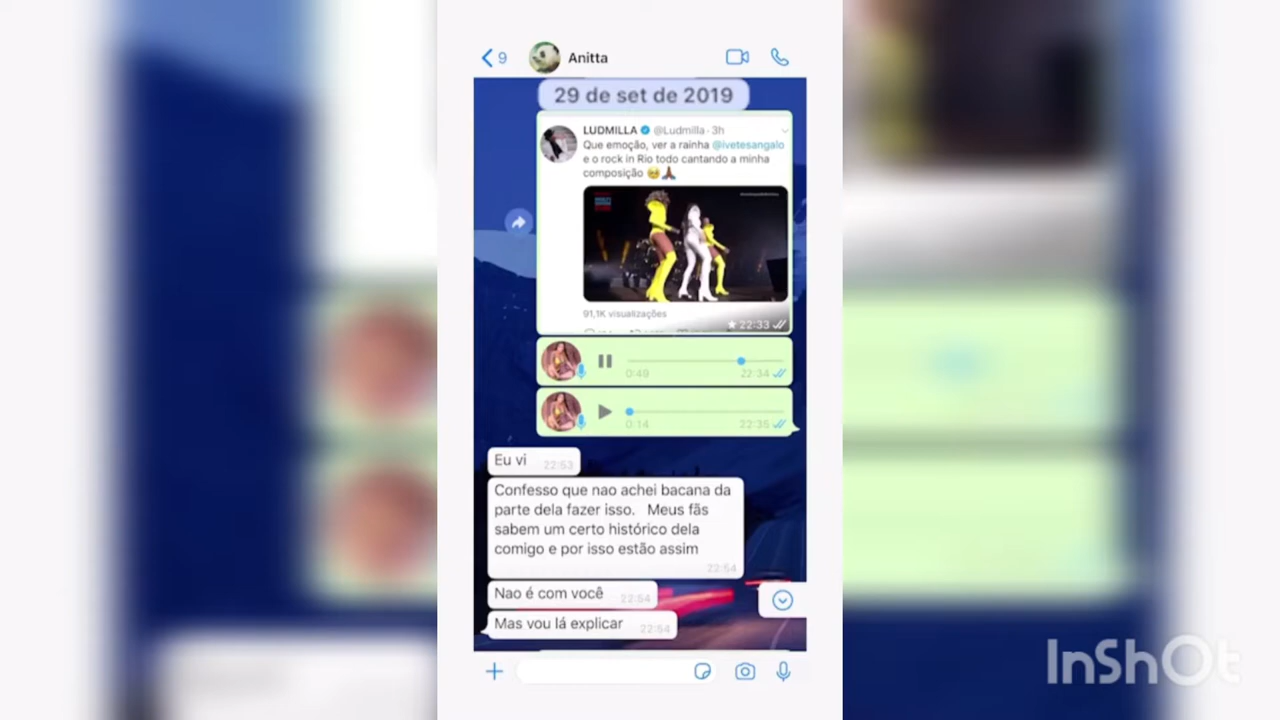 9 Anitta
29 de set de 2019
LUDMILLA @Ludmilla · 3h
Que emoção, ver a rainha @ivetesangalo
e o rock in Rio todo cantando a minha
composição
91,1K visualizações
22:33
0:49 22:34
0:14 22:35
Eu vi 22:53
Confesso que nao achei bacana da
parte dela fazer isso. Meus fãs
sabem um certo histórico dela
comigo e por isso estão assim
22:54
Nao é com você 22:54
Mas vou lá explicar 22:54
InShOt